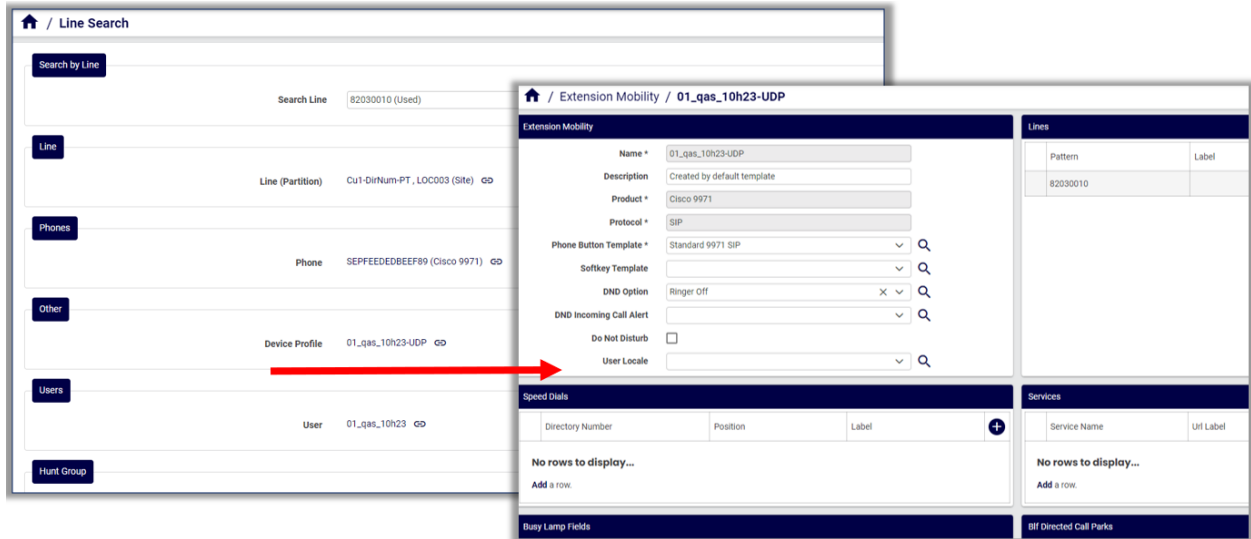 / Line Search
Search by Line
Search Line 82030010 (Used)
Line
Line (Partition) Cu1-DirNum-PT , LOC003 (Site)
Phones
Phone SEPFEEDEDBEEF89 (Cisco 9971)
Other
Device Profile 01_qas_10h23-UDP
Users
User 01_qas_10h23
Hunt Group
/ Extension Mobility / 01_qas_10h23-UDP
Extension Mobility
Name * 01_qas_10h23-UDP
Description Created by default template
Product * Cisco 9971
Protocol * SIP
Phone Button Template * Standard 9971 SIP
Softkey Template
DND Option Ringer Off
DND Incoming Call Alert
Do Not Disturb
User Locale
Lines
Pattern Label
82030010
Speed Dials
Directory Number Position Label
No rows to display...
Add a row.
Services
Service Name Url Label
No rows to display...
Add a row.
Busy Lamp Fields
Blf Directed Call Parks